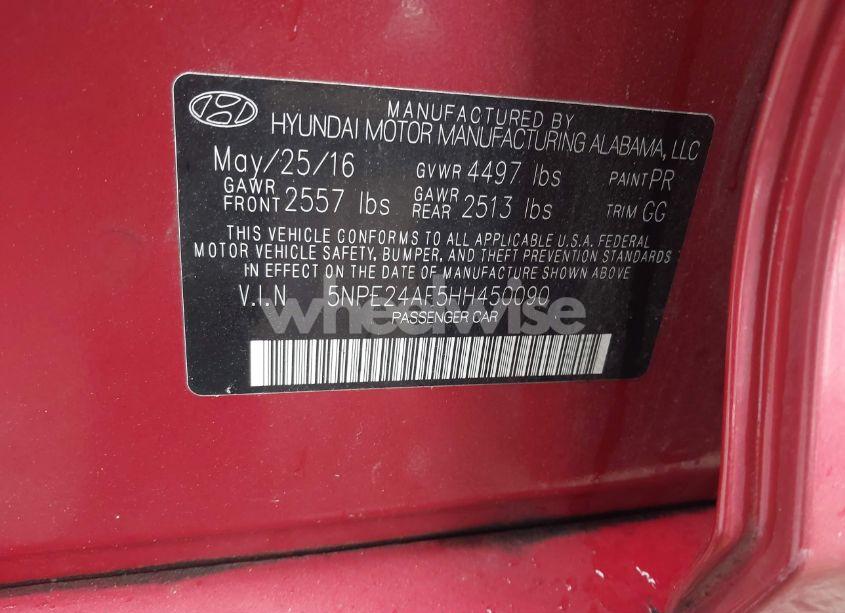 MANUFACTURED BY
HYUNDAI MOTOR MANUFACTURING ALABAMA, LLC
May/25/16 GVWR 4497 lbs PAINT PR
GAWR FRONT 2557 lbs GAWR REAR 2513 lbs TRIM GG
THIS VEHICLE CONFORMS TO ALL APPLICABLE U.S.A. FEDERAL
MOTOR VEHICLE SAFETY, BUMPER, AND THEFT PREVENTION STANDARDS
IN EFFECT ON THE DATE OF MANUFACTURE SHOWN ABOVE
V.I.N 5NPE24AF5HH450090
wheelwise
PASSENGER CAR